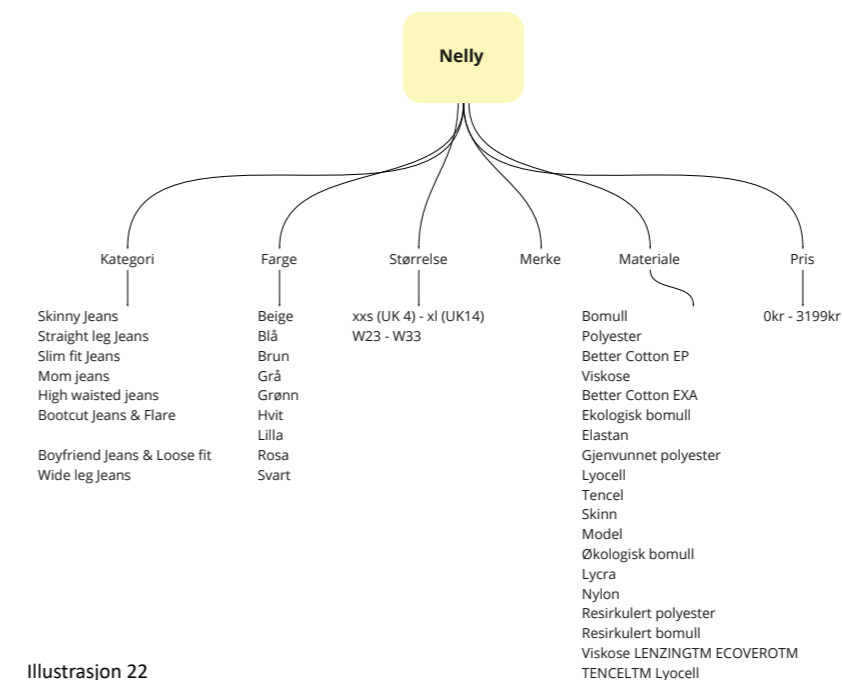 Nelly
Kategori
Farge
Størrelse
Merke
Materiale
Pris
Skinny Jeans
Straight leg Jeans
Slim fit Jeans
Mom jeans
High waisted jeans
Bootcut Jeans & Flare
Boyfriend Jeans & Loose fit
Wide leg Jeans
Beige
Blå
Brun
Grå
Grønn
Hvit
Lilla
Rosa
Svart
xxs (UK 4) - xl (UK14)
W23 - W33
Bomull
Polyester
Better Cotton EP
Viskose
Better Cotton EXA
Ekologisk bomull
Elastan
Gjenvunnet polyester
Lyocell
Tencel
Skinn
Model
Økologisk bomull
Lycra
Nylon
Resirkulert polyester
Resirkulert bomull
Viskose LENZINGTM ECOVEROTM
TENCELTM Lyocell
0kr - 3199kr
Illustrasjon 22